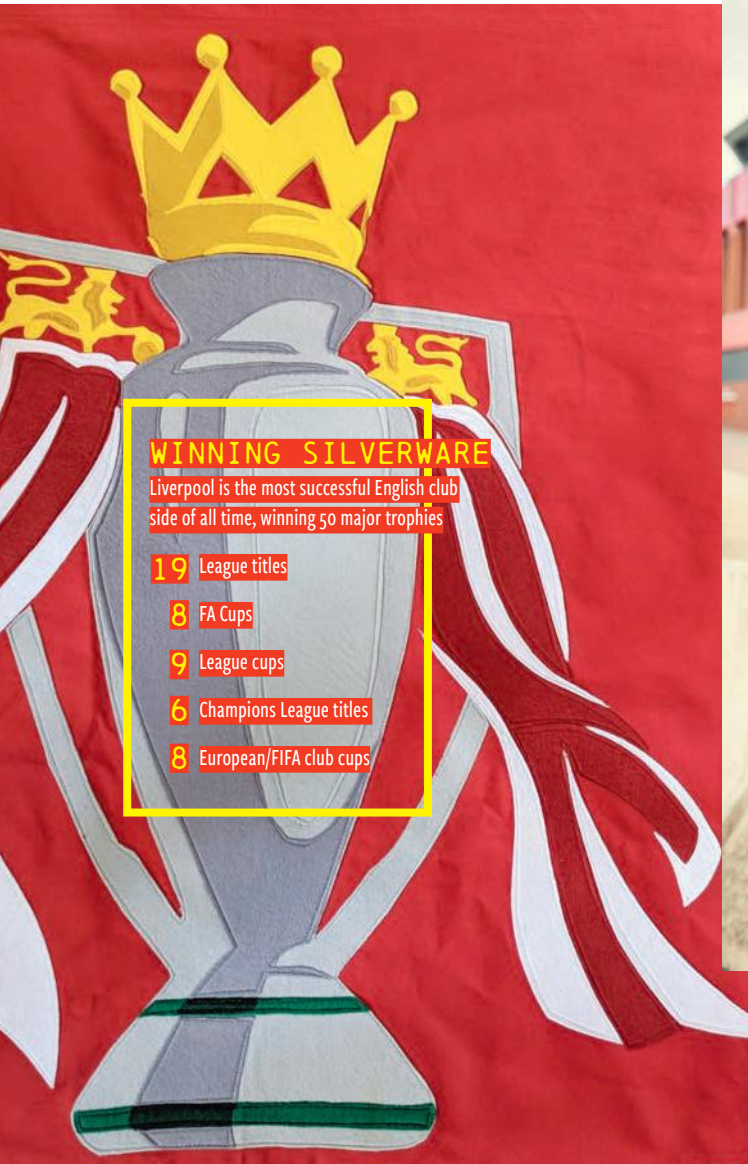 WINNING SILVERWARE
Liverpool is the most successful English club
side of all time, winning 50 major trophies
19 League titles
8 FA Cups
9 League cups
6 Champions League titles
8 European/FIFA club cups